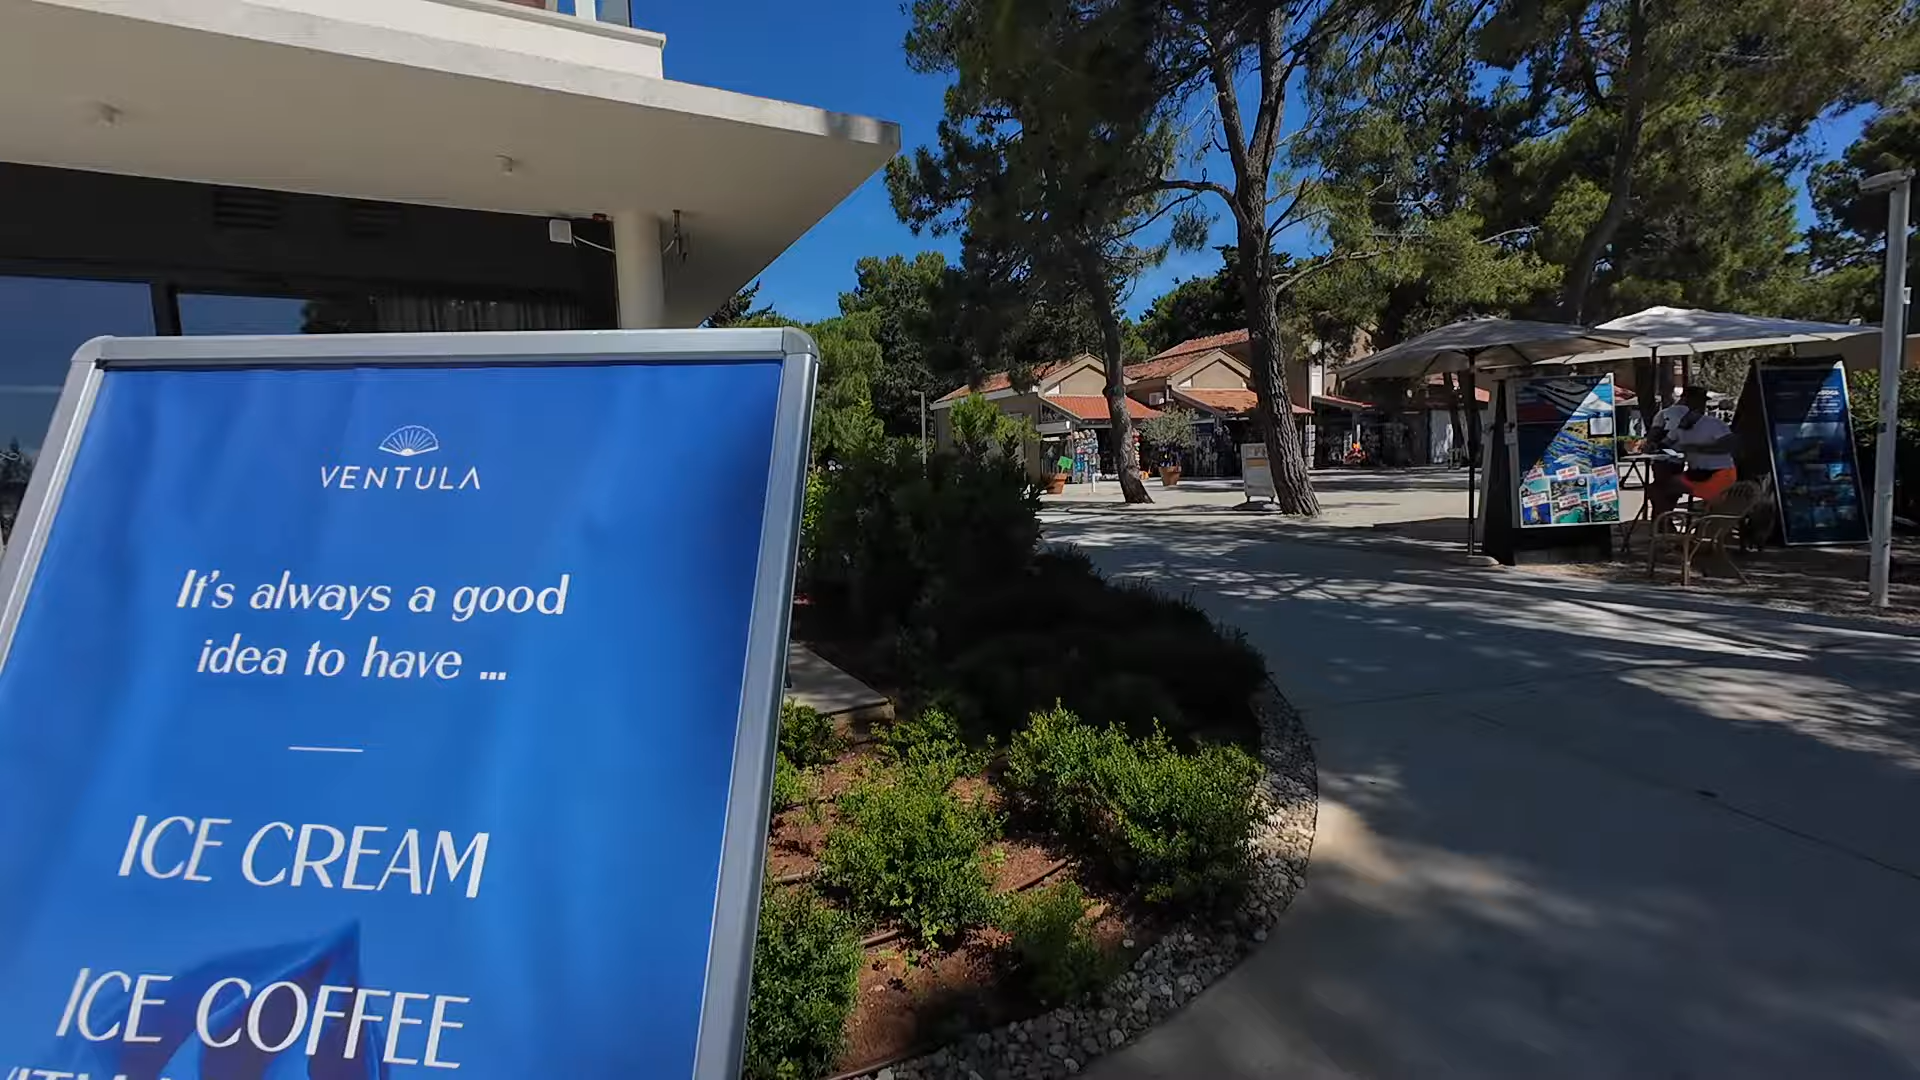 VENTULA
It's always a good
idea to have ...
ICE CREAM
ICE COFFEE